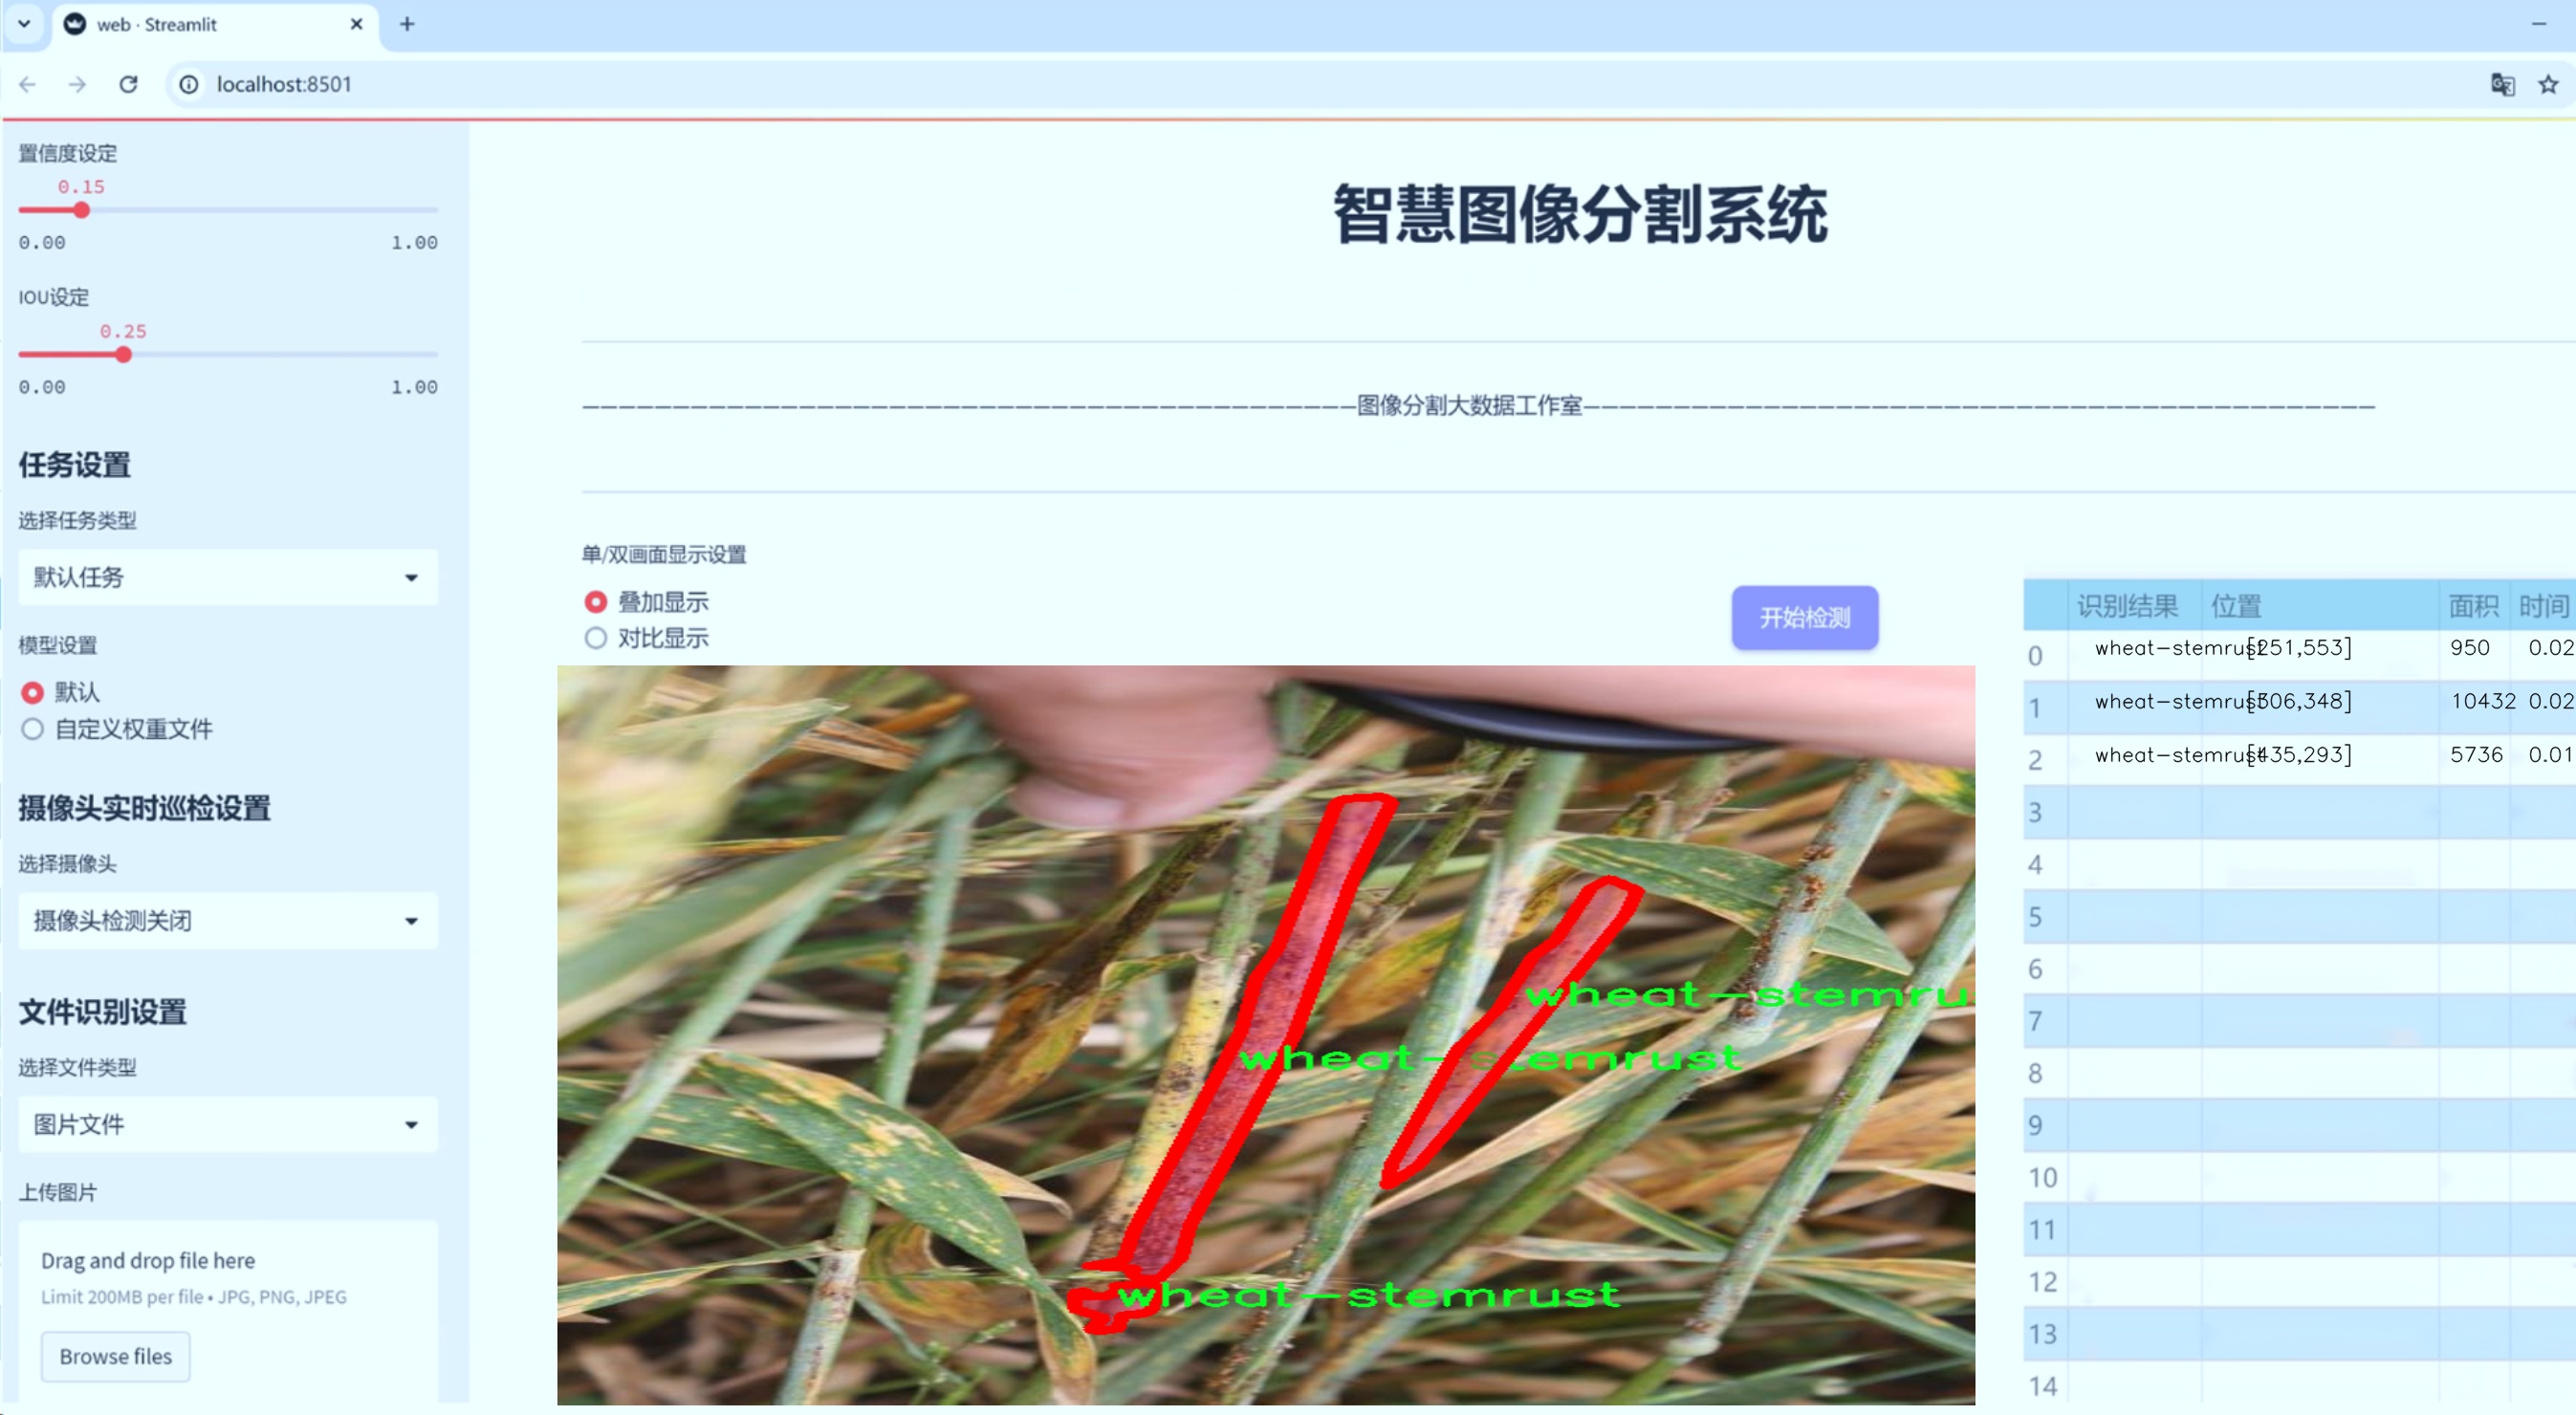 web · Streamlit
localhost:8501
置信度设定
0.15
0.00 1.00
IOU设定
0.25
0.00 1.00
任务设置
选择任务类型
默认任务
模型设置
默认
自定义权重文件
摄像头实时巡检设置
选择摄像头
摄像头检测关闭
文件识别设置
选择文件类型
图片文件
上传图片
Drag and drop file here
Limit 200MB per file • JPG, PNG, JPEG
Browse files
智慧图像分割系统
图像分割大数据工作室
单/双画面显示设置
叠加显示
对比显示
开始检测
wheat-stemru
wheat-stemrust
wheat-stemrust
识别结果 位置 面积 时间
0 wheat-stemrust [251,553] 950 0.02
1 wheat-stemrust [306,348] 10432 0.02
2 wheat-stemrust [435,293] 5736 0.01
3
4
5
6
7
8
9
10
11
12
13
14